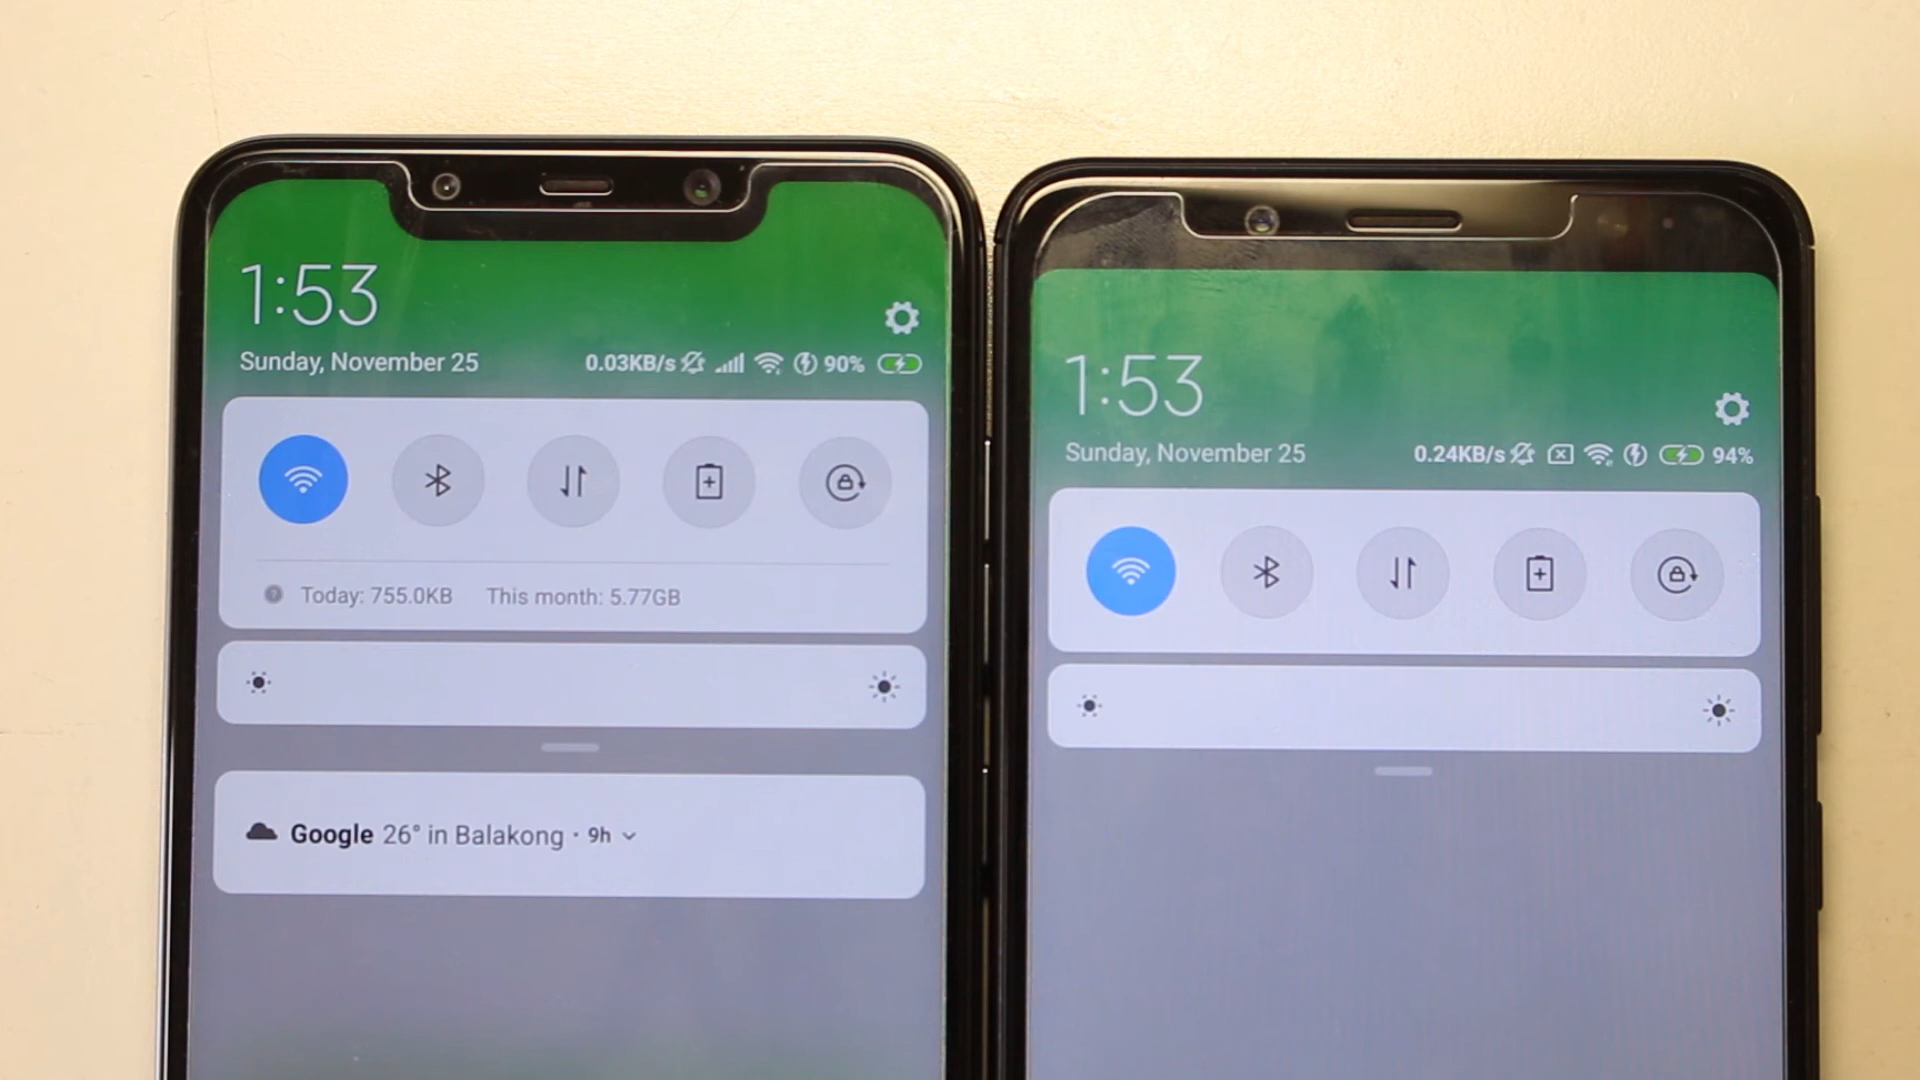 1:53
Sunday, November 25
0.03KB/s 90%
Today: 755.0KB This month: 5.77GB
Google 26° in Balakong · 9h
1:53
Sunday, November 25
0.24KB/s 94%